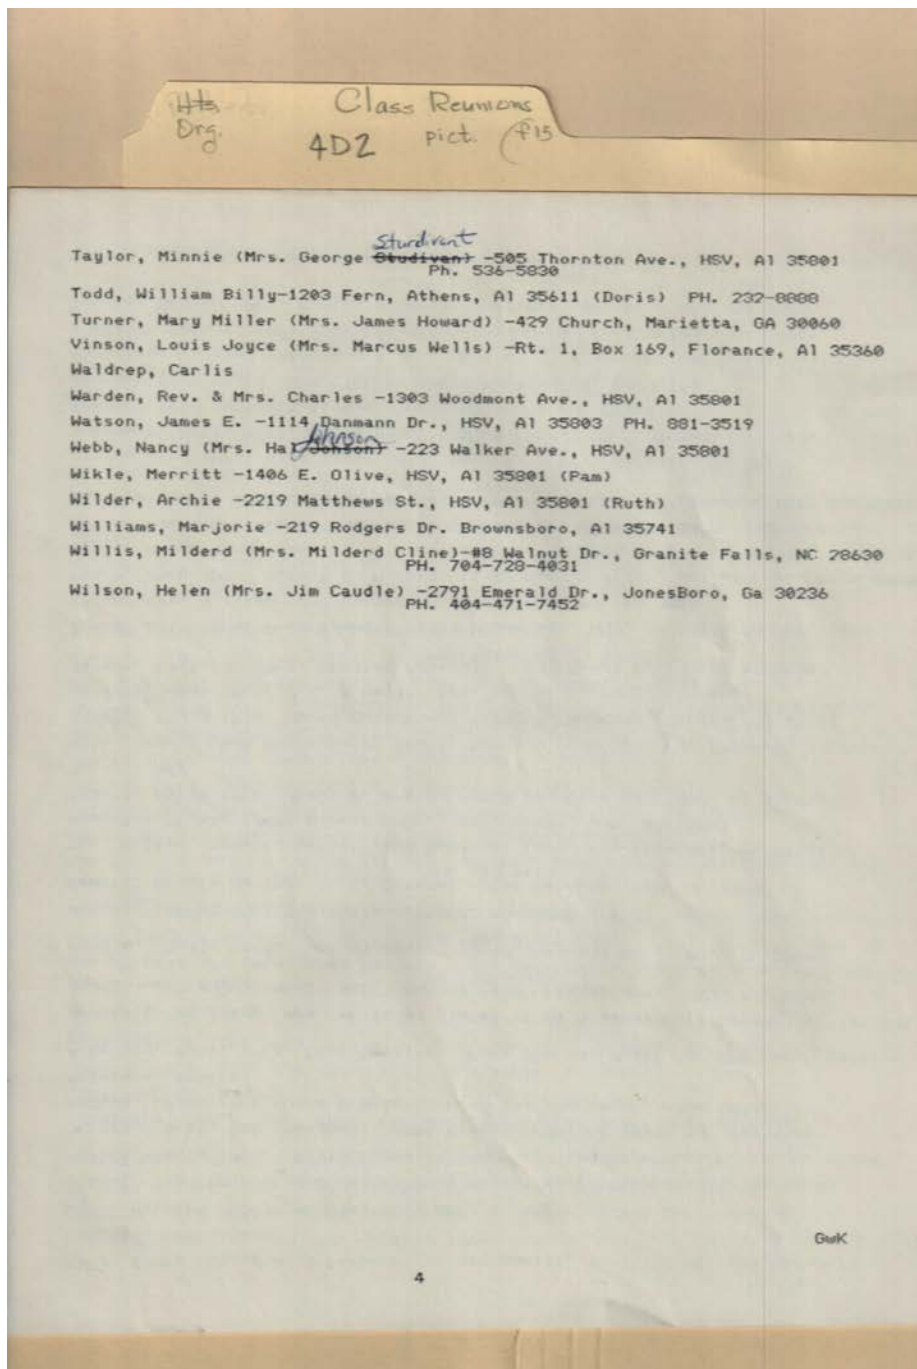 Hts. Class Reunions
Org. 4D2 pict. f15
Sturdivant
Taylor, Minnie (Mrs. George Studivan) -505 Thornton Ave., HSV, Al 35801
Ph. 536-5830
Todd, William Billy-1203 Fern, Athens, Al 35611 (Doris) PH. 232-8888
Turner, Mary Miller (Mrs. James Howard) -429 Church, Marietta, GA 30060
Vinson, Louis Joyce (Mrs. Marcus Wells) -Rt. 1, Box 169, Florance, Al 35360
Waldrep, Carlis
Warden, Rev. & Mrs. Charles -1303 Woodmont Ave., HSV, Al 35801
Watson, James E. -1114 Danmann Dr., HSV, Al 35803 PH. 881-3519
Johnson
Webb, Nancy (Mrs. Hal Johson) -223 Walker Ave., HSV, Al 35801
Wikle, Merritt -1406 E. Olive, HSV, Al 35801 (Pam)
Wilder, Archie -2219 Matthews St., HSV, Al 35801 (Ruth)
Williams, Marjorie -219 Rodgers Dr. Brownsboro, Al 35741
Willis, Milderd (Mrs. Milderd Cline)-#8 Walnut Dr., Granite Falls, NC 28630
PH. 704-728-4031
Wilson, Helen (Mrs. Jim Caudle) -2791 Emerald Dr., JonesBoro, Ga 30236
PH. 404-471-7452
GwK
4